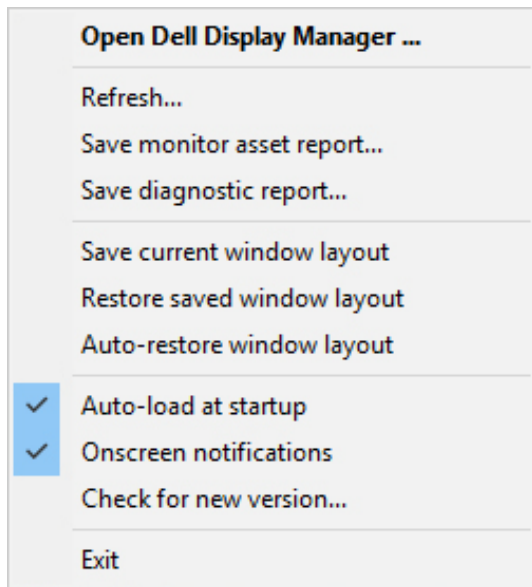 Open Dell Display Manager ...
Refresh...
Save monitor asset report...
Save diagnostic report...
Save current window layout
Restore saved window layout
Auto-restore window layout
Auto-load at startup
Onscreen notifications
Check for new version...
Exit